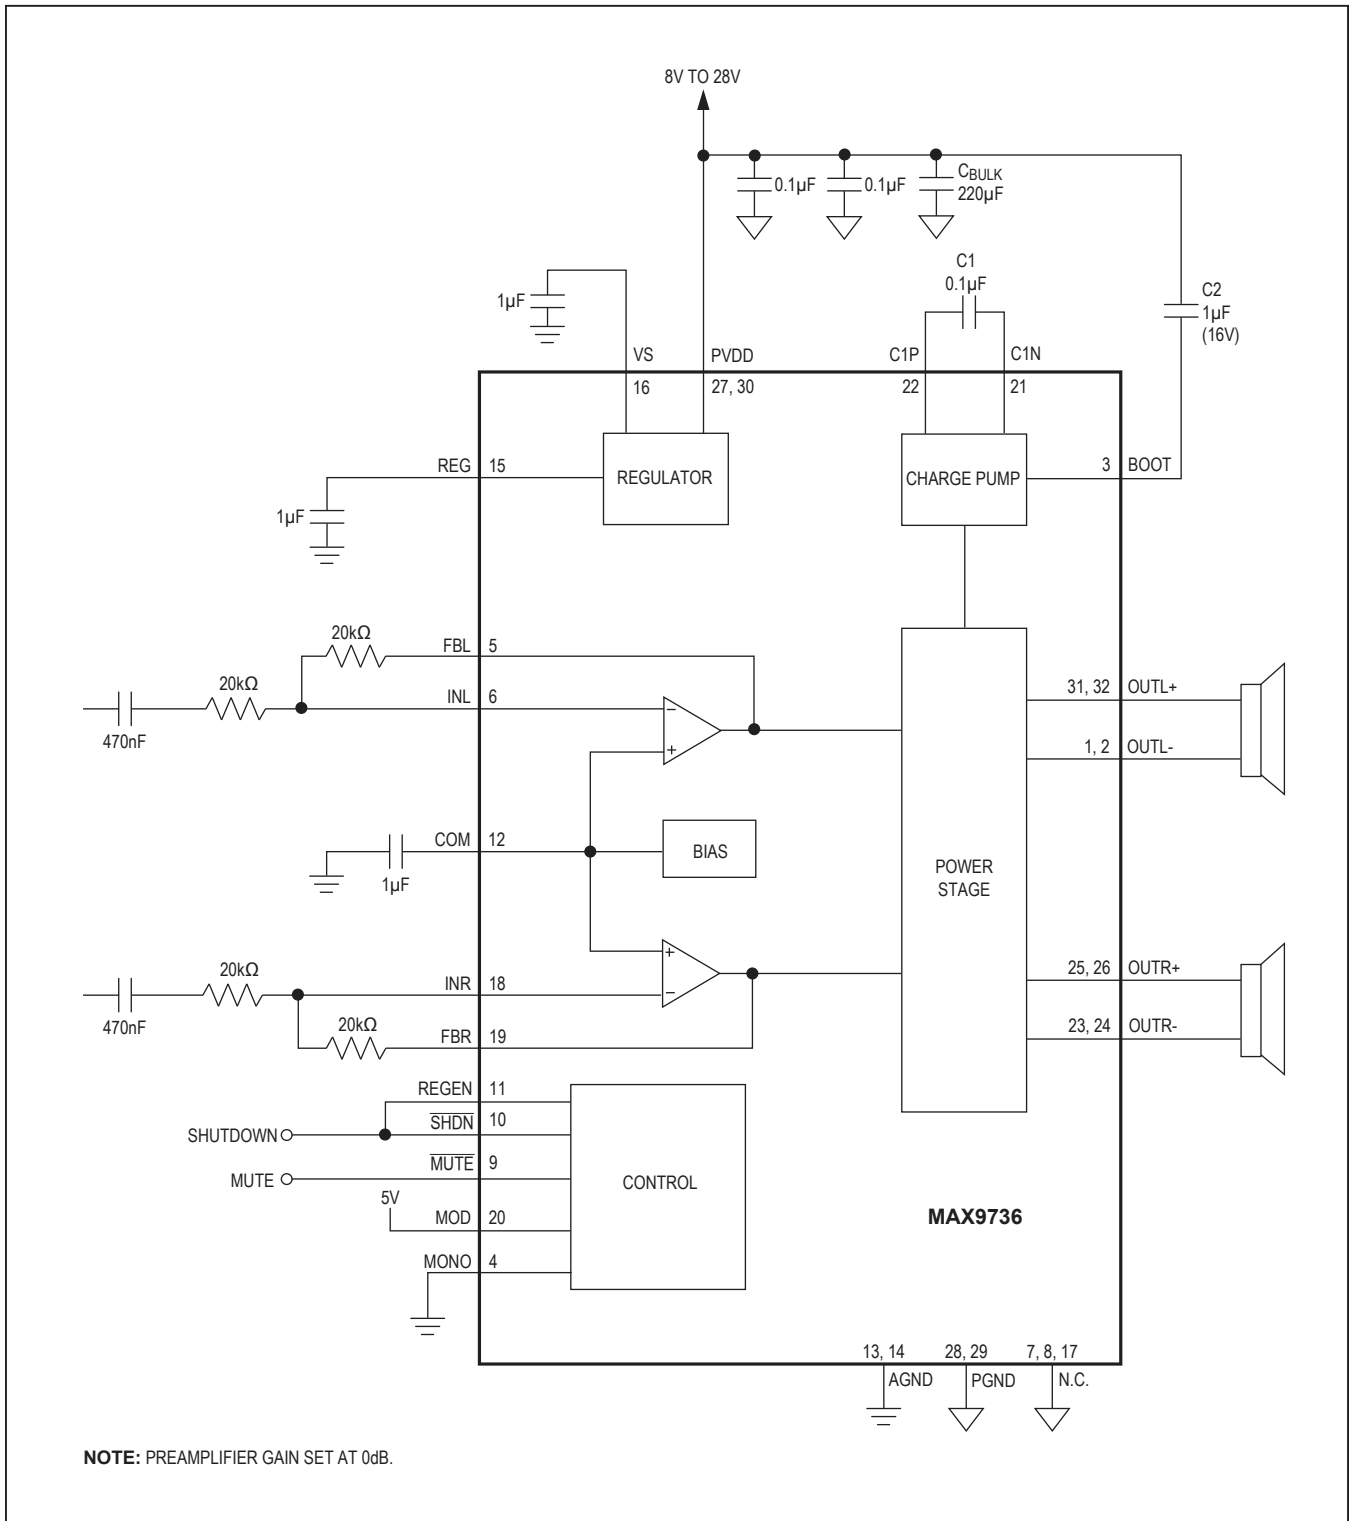 8V TO 28V
0.1µF
0.1µF
CBULK
220µF
C1
0.1µF
C2
1µF
(16V)
1µF
VS
PVDD
C1P
C1N
16
27, 30
22
21
REG
15
REGULATOR
CHARGE PUMP
3
BOOT
1µF
20kΩ
FBL
5
20kΩ
INL
6
470nF
−
+
31, 32
OUTL+
1, 2
OUTL-
COM
12
BIAS
1µF
POWER
STAGE
+
−
20kΩ
INR
18
470nF
20kΩ
FBR
19
25, 26
OUTR+
23, 24
OUTR-
REGEN
11
SHUTDOWN
SHDN
10
MUTE
MUTE
9
CONTROL
5V
MOD
20
MONO
4
MAX9736
13, 14
28, 29
7, 8, 17
AGND
PGND
N.C.
NOTE: PREAMPLIFIER GAIN SET AT 0dB.